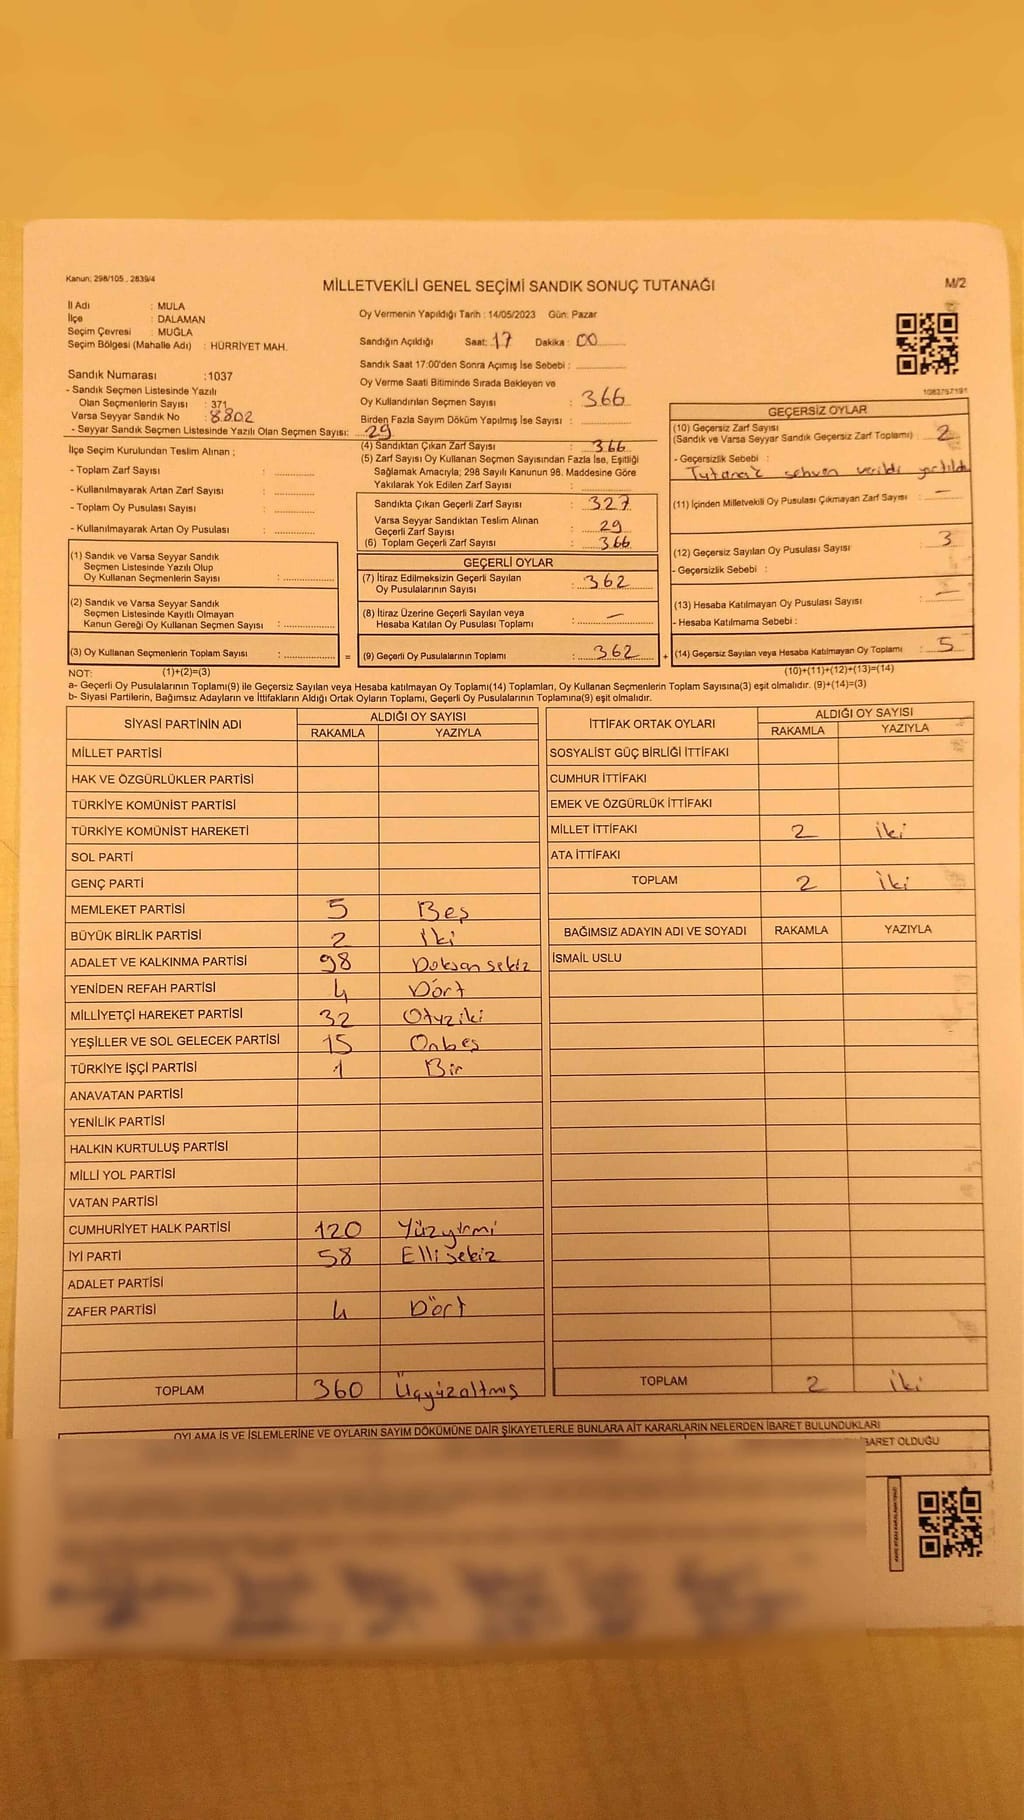 Kanun: 298/105 , 2839/4
MİLLETVEKİLİ GENEL SEÇİMİ SANDIK SONUÇ TUTANAĞI
M/2
İl Adı : MULA
İlçe : DALAMAN
Seçim Çevresi : MUĞLA
Seçim Bölgesi (Mahalle Adı) : HÜRRİYET MAH.
Sandık Numarası :1037
- Sandık Seçmen Listesinde Yazılı
Olan Seçmenlerin Sayısı : 371
Varsa Seyyar Sandık No : 8802
- Seyyar Sandık Seçmen Listesinde Yazılı Olan Seçmen Sayısı: 29
Oy Vermenin Yapıldığı Tarih : 14/05/2023 Gün: Pazar
Sandığın Açıldığı Saat: 17 Dakika : 00
Sandık Saat 17:00'den Sonra Açımış İse Sebebi :
Oy Verme Saati Bitiminde Sırada Bekleyen ve
Oy Kullandırılan Seçmen Sayısı : 366
Birden Fazla Sayım Döküm Yapılmış İse Sayısı :
1083757191
İlçe Seçim Kurulundan Teslim Alınan ;
- Toplam Zarf Sayısı :
- Kullanılmayarak Artan Zarf Sayısı :
- Toplam Oy Pusulası Sayısı :
- Kullanılmayarak Artan Oy Pusulası :
(1) Sandık ve Varsa Seyyar Sandık
Seçmen Listesinde Yazılı Olup
Oy Kullanan Seçmenlerin Sayısı :
(2) Sandık ve Varsa Seyyar Sandık
Seçmen Listesinde Kayıtlı Olmayan
Kanun Gereği Oy Kullanan Seçmen Sayısı :
(3) Oy Kullanan Seçmenlerin Toplam Sayısı :
(4) Sandıktan Çıkan Zarf Sayısı : 366
(5) Zarf Sayısı Oy Kullanan Seçmen Sayısından Fazla İse, Eşitliği
Sağlamak Amacıyla; 298 Sayılı Kanunun 98. Maddesine Göre
Yakılarak Yok Edilen Zarf Sayısı :
Sandıkta Çıkan Geçerli Zarf Sayısı : 327
Varsa Seyyar Sandıktan Teslim Alınan
Geçerli Zarf Sayısı : 29
(6) Toplam Geçerli Zarf Sayısı : 366
GEÇERLİ OYLAR
(7) İtiraz Edilmeksizin Geçerli Sayılan
Oy Pusulalarının Sayısı : 362
(8) İtiraz Üzerine Geçerli Sayılan veya
Hesaba Katılan Oy Pusulası Toplamı : —
= (9) Geçerli Oy Pusulalarının Toplamı : 362
GEÇERSİZ OYLAR
(10) Geçersiz Zarf Sayısı
(Sandık ve Varsa Seyyar Sandık Geçersiz Zarf Toplamı) : 2
- Geçersizlik Sebebi :
sehven verildi yırtıldı
(11) İçinden Milletvekili Oy Pusulası Çıkmayan Zarf Sayısı : —
(12) Geçersiz Sayılan Oy Pusulası Sayısı : 3
- Geçersizlik Sebebi :
(13) Hesaba Katılmayan Oy Pusulası Sayısı : —
- Hesaba Katılmama Sebebi :
+ (14) Geçersiz Sayılan veya Hesaba Katılmayan Oy Toplamı : 5
NOT: (1)+(2)=(3) (10)+(11)+(12)+(13)=(14)
a- Geçerli Oy Pusulalarının Toplamı(9) ile Geçersiz Sayılan veya Hesaba katılmayan Oy Toplamı(14) Toplamları, Oy Kullanan Seçmenlerin Toplam Sayısına(3) eşit olmalıdır. (9)+(14)=(3)
b- Siyasi Partilerin, Bağımsız Adayların ve İttifakların Aldığı Ortak Oyların Toplamı, Geçerli Oy Pusulalarının Toplamına(9) eşit olmalıdır.
SİYASİ PARTİNİN ADI ALDIĞI OY SAYISI
RAKAMLA YAZIYLA
MİLLET PARTİSİ
HAK VE ÖZGÜRLÜKLER PARTİSİ
TÜRKİYE KOMÜNİST PARTİSİ
TÜRKİYE KOMÜNİST HAREKETİ
SOL PARTİ
GENÇ PARTİ
MEMLEKET PARTİSİ 5 Beş
BÜYÜK BİRLİK PARTİSİ 2 İki
ADALET VE KALKINMA PARTİSİ 98 Doksan sekiz
YENİDEN REFAH PARTİSİ 4 Dört
MİLLİYETÇİ HAREKET PARTİSİ 32 Otuziki
YEŞİLLER VE SOL GELECEK PARTİSİ 15 Onbeş
TÜRKİYE İŞÇİ PARTİSİ 1 Bir
ANAVATAN PARTİSİ
YENİLİK PARTİSİ
HALKIN KURTULUŞ PARTİSİ
MİLLİ YOL PARTİSİ
VATAN PARTİSİ
CUMHURİYET HALK PARTİSİ 120 Yüzyirmi
İYİ PARTİ 58 Ellisekiz
ADALET PARTİSİ
ZAFER PARTİSİ 4 Dört
TOPLAM 360 Üçyüzaltmış
İTTİFAK ORTAK OYLARI ALDIĞI OY SAYISI
RAKAMLA YAZIYLA
SOSYALİST GÜÇ BİRLİĞİ İTTİFAKI
CUMHUR İTTİFAKI
EMEK VE ÖZGÜRLÜK İTTİFAKI
MİLLET İTTİFAKI 2 iki
ATA İTTİFAKI
TOPLAM 2 İki
BAĞIMSIZ ADAYIN ADI VE SOYADI RAKAMLA YAZIYLA
İSMAİL USLU
TOPLAM 2 iki
OYLAMA İŞ VE İŞLEMLERİNE VE OYLARIN SAYIM DÖKÜMÜNE DAİR ŞİKAYETLERLE BUNLARA AİT KARARLARIN NELERDEN İBARET BULUNDUKLARI
İBARET OLDUĞU